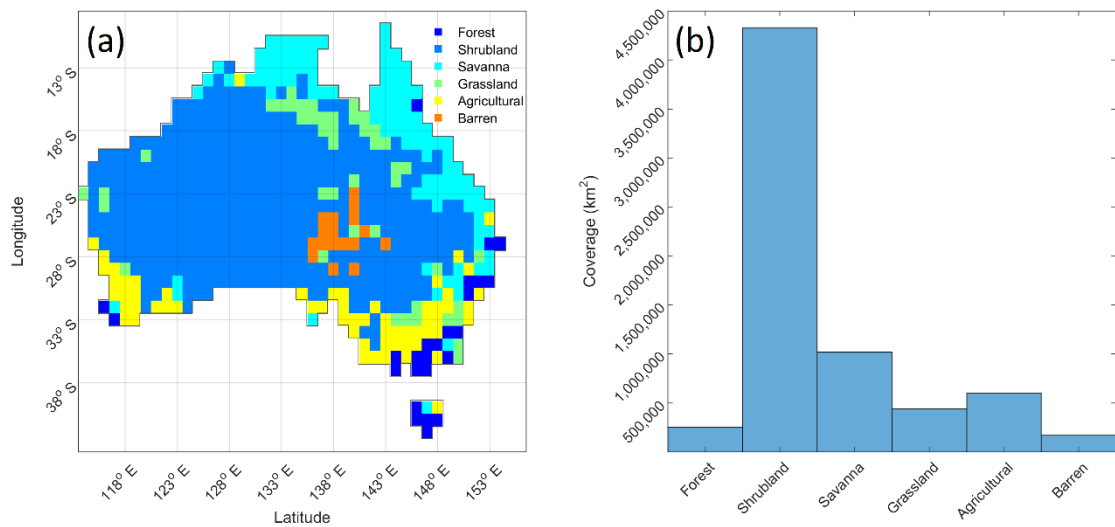 (a)
Forest
Shrubland
Savanna
Grassland
Agricultural
Barren
13° S
18° S
23° S
28° S
33° S
38° S
Longitude
118° E
123° E
128° E
133° E
138° E
143° E
148° E
153° E
Latitude
(b)
4,500,000
4,000,000
3,500,000
3,000,000
2,500,000
2,000,000
1,500,000
1,000,000
500,000
Coverage (km²)
Forest
Shrubland
Savanna
Grassland
Agricultural
Barren